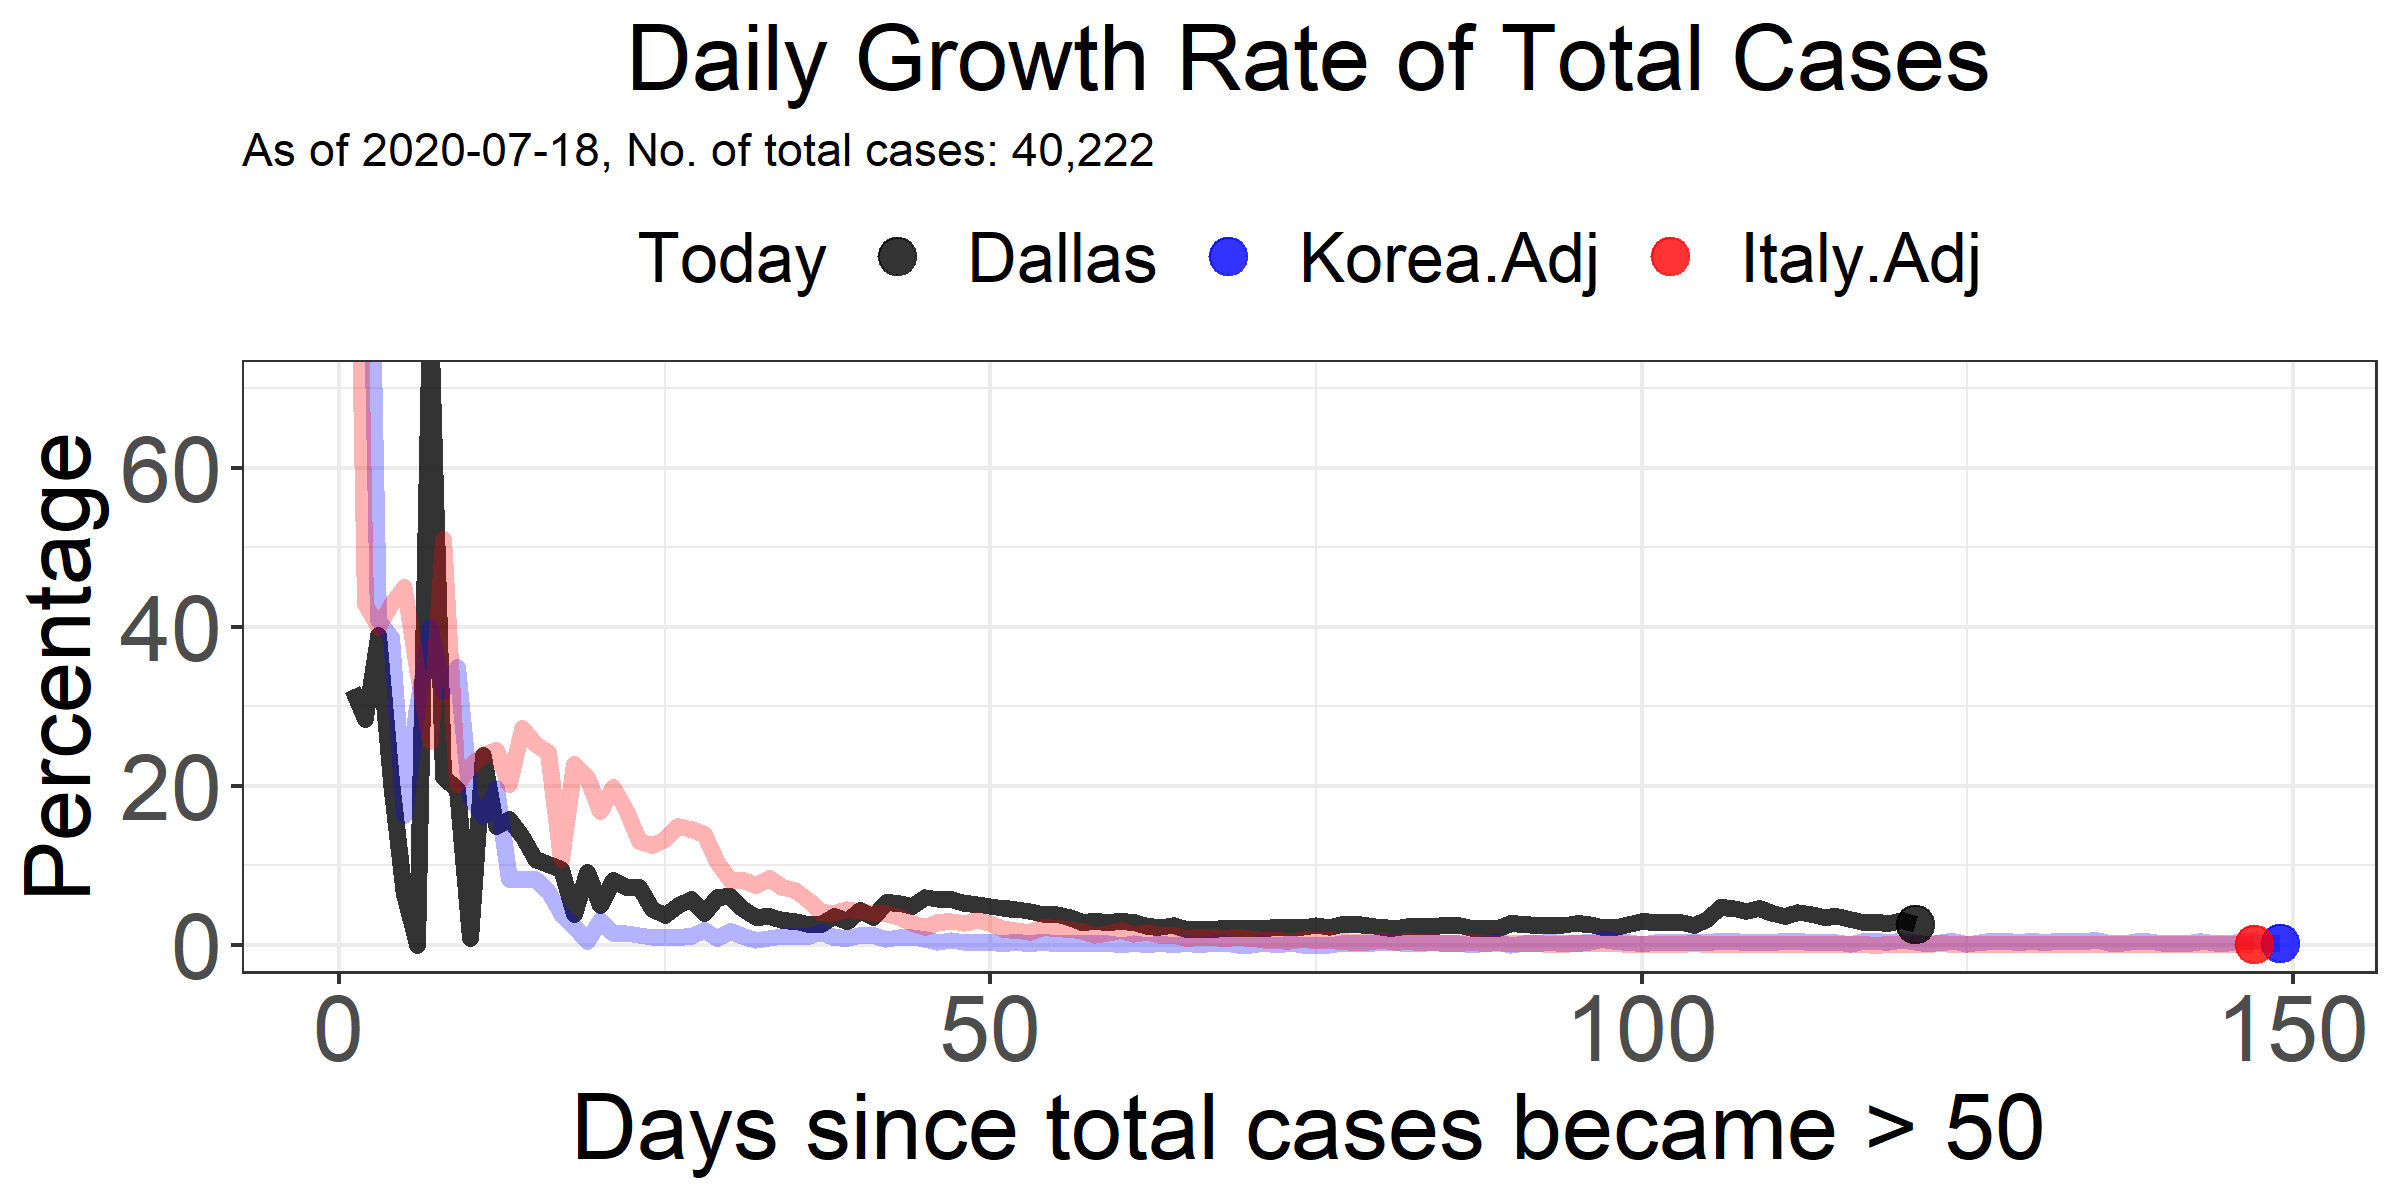 Daily Growth Rate of Total Cases
As of 2020-07-18, No. of total cases: 40,222
Today Dallas Korea.Adj Italy.Adj
Percentage
60
40
20
0
0 50 100 150
Days since total cases became > 50